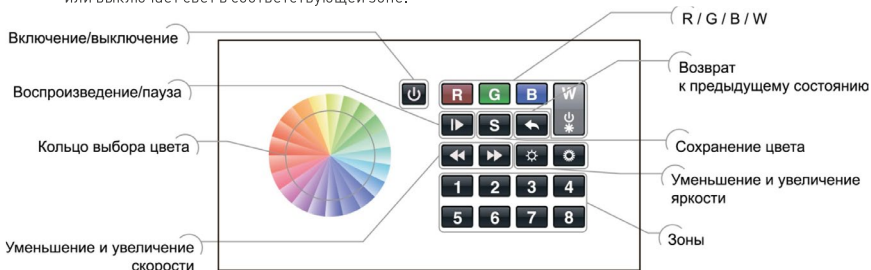 или выключает свет в соответствующей зоне.
R / G / B / W
Включение/выключение
Возврат
к предыдущему состоянию
Воспроизведение/пауза
R G B W
S
Кольцо выбора цвета
Сохранение цвета
Уменьшение и увеличение
яркости
1 2 3 4
5 6 7 8
Зоны
Уменьшение и увеличение
скорости